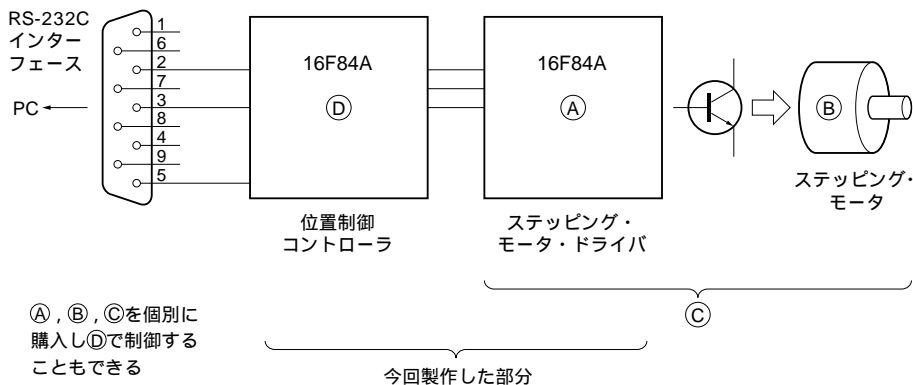 RS-232C
インター
フェース
PC
1
6
2
7
3
8
4
9
5
16F84A
Ⓓ
位置制御
コントローラ
16F84A
Ⓐ
ステッピング・
モータ・ドライバ
Ⓑ
ステッピング・
モータ
Ⓒ
Ⓐ，Ⓑ，Ⓒを個別に
購入しⒹで制御する
こともできる
今回製作した部分